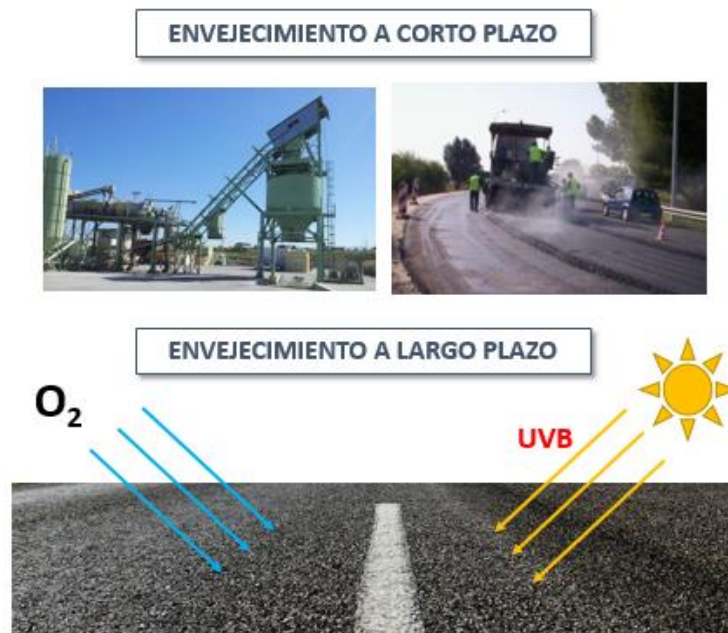 ENVEJECIMIENTO A CORTO PLAZO
ENVEJECIMIENTO A LARGO PLAZO
O₂
UVB